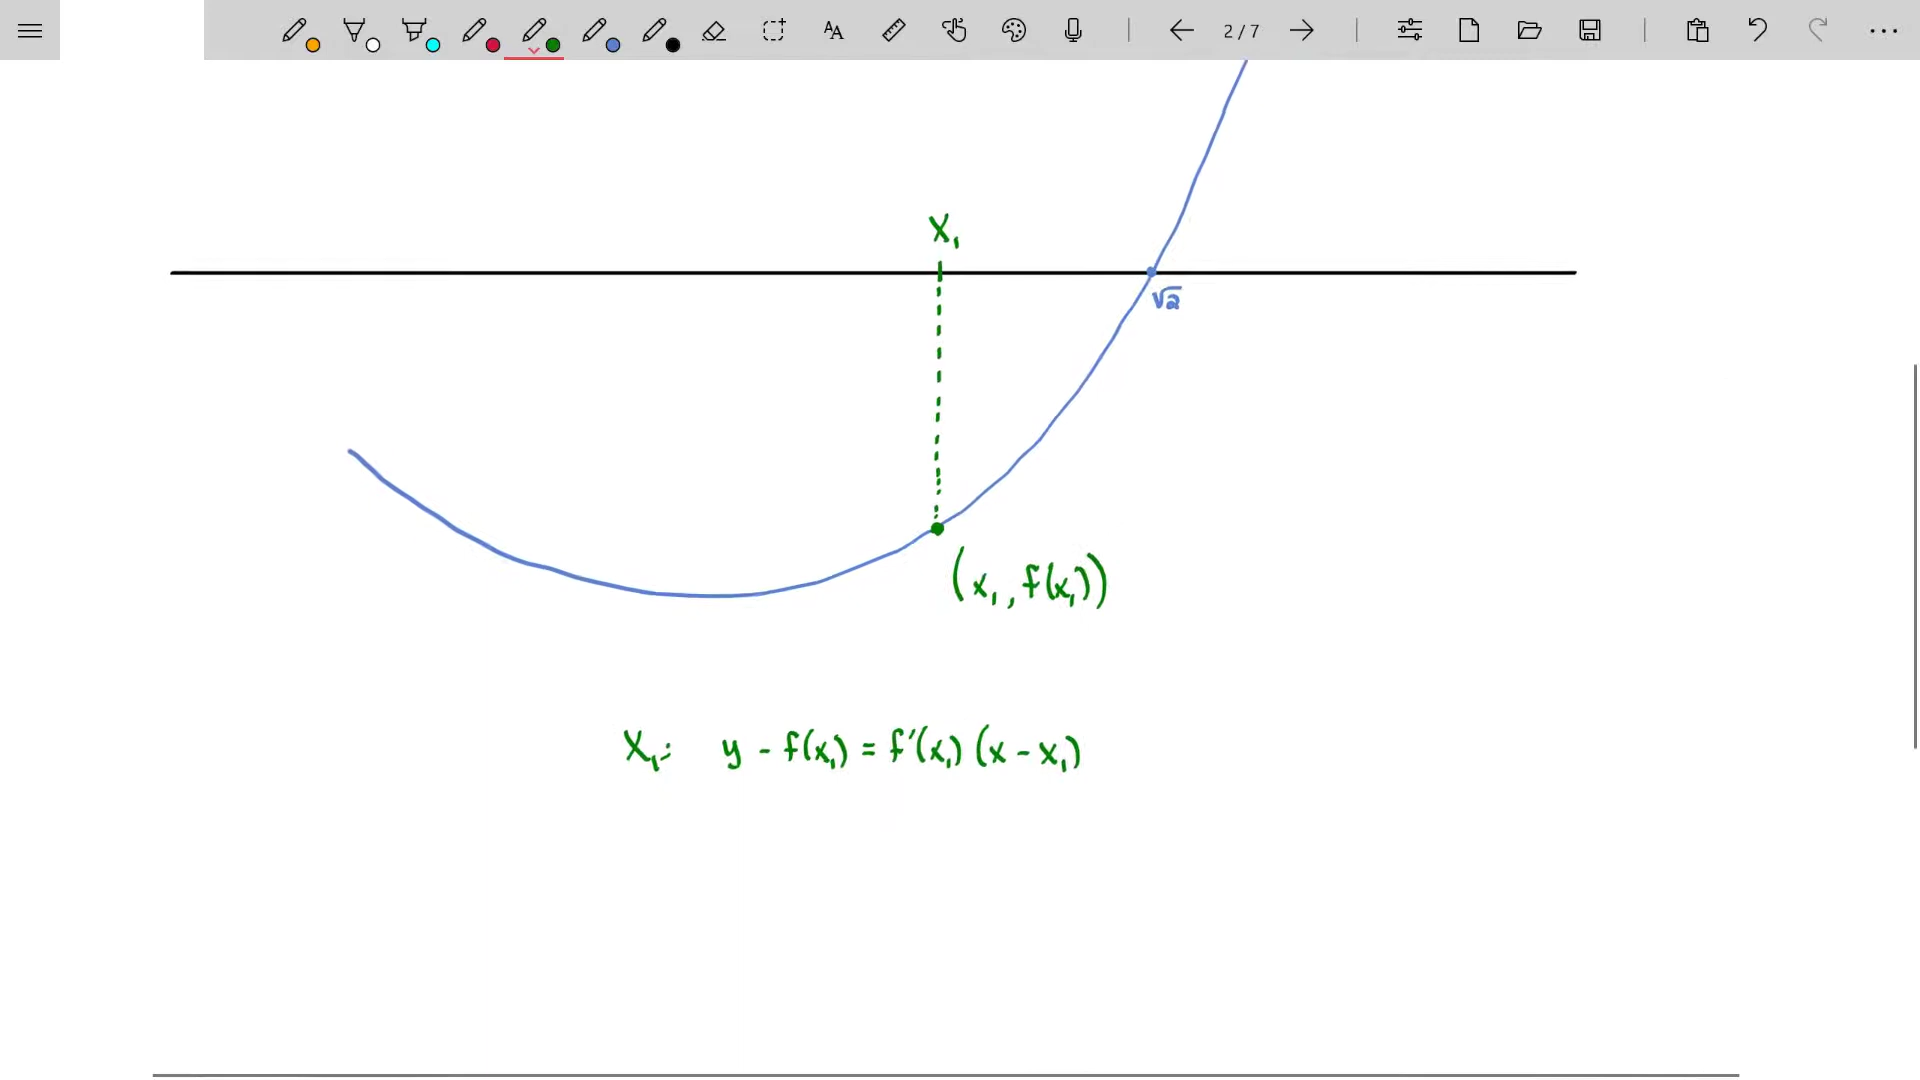 2 / 7
X₁
√2
(x₁, f(x₁))
X₁: y - f(x₁) = f'(x₁) (x - x₁)